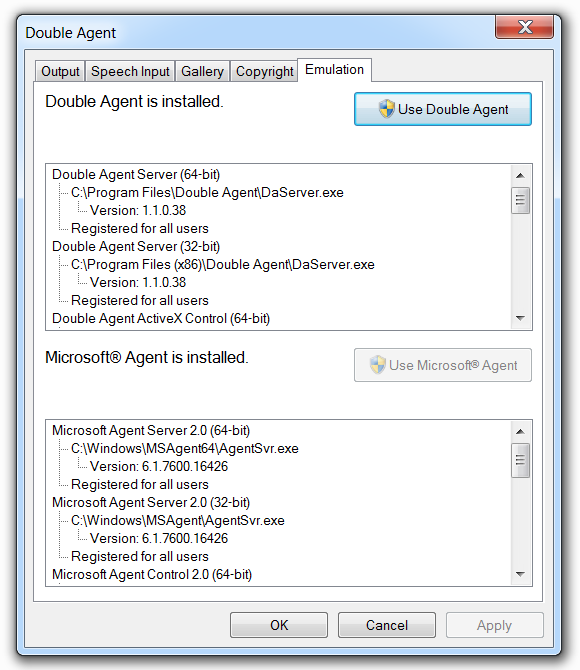 Double Agent
Output
Speech Input
Gallery
Copyright
Emulation
Double Agent is installed.
Use Double Agent
Double Agent Server (64-bit)
C:\Program Files\Double Agent\DaServer.exe
Version: 1.1.0.38
Registered for all users
Double Agent Server (32-bit)
C:\Program Files (x86)\Double Agent\DaServer.exe
Version: 1.1.0.38
Registered for all users
Double Agent ActiveX Control (64-bit)
Microsoft® Agent is installed.
Use Microsoft® Agent
Microsoft Agent Server 2.0 (64-bit)
C:\Windows\MSAgent64\AgentSvr.exe
Version: 6.1.7600.16426
Registered for all users
Microsoft Agent Server 2.0 (32-bit)
C:\Windows\MSAgent\AgentSvr.exe
Version: 6.1.7600.16426
Registered for all users
Microsoft Agent Control 2.0 (64-bit)
OK
Cancel
Apply